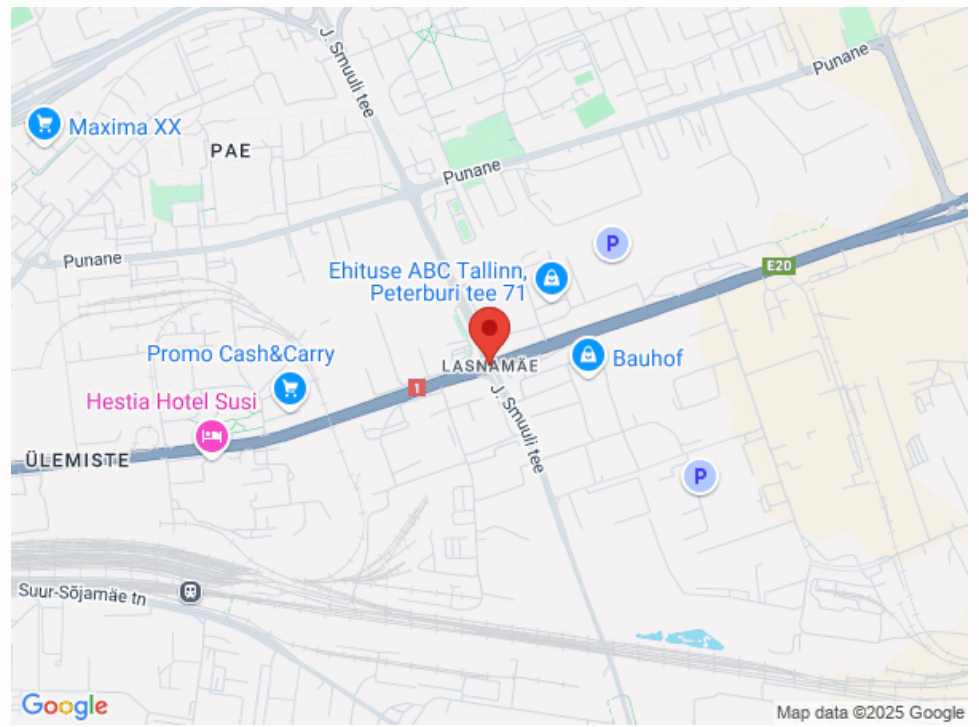 J. Smuuli tee
Punane
Maxima XX
PAE
Punane
Punane
Ehituse ABC Tallinn,
Peterburi tee 71
P
E20
Promo Cash&Carry
LASNAMÄE
Bauhof
1
Hestia Hotel Susi
J. Smuuli tee
ÜLEMISTE
P
Suur-Sõjamäe tn
Google
Map data ©2025 Google